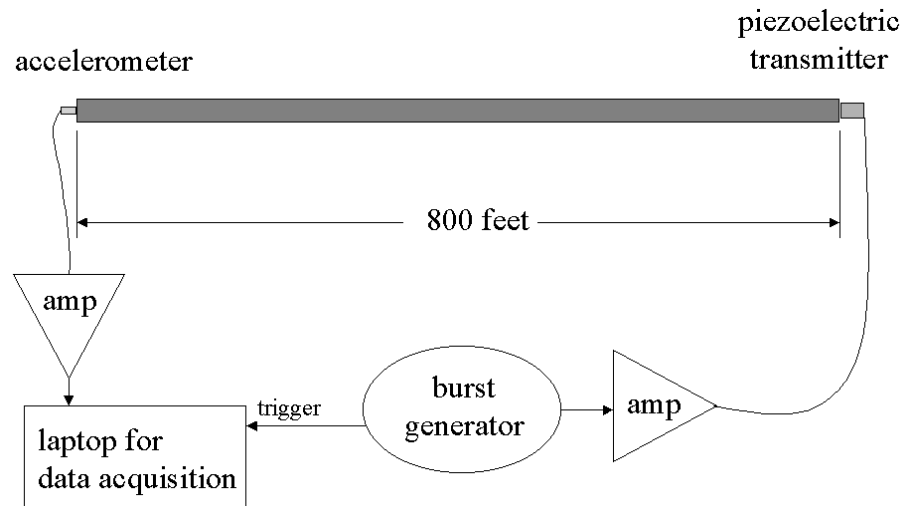 piezoelectric
transmitter
accelerometer
800 feet
amp
burst
generator
amp
trigger
laptop for
data acquisition